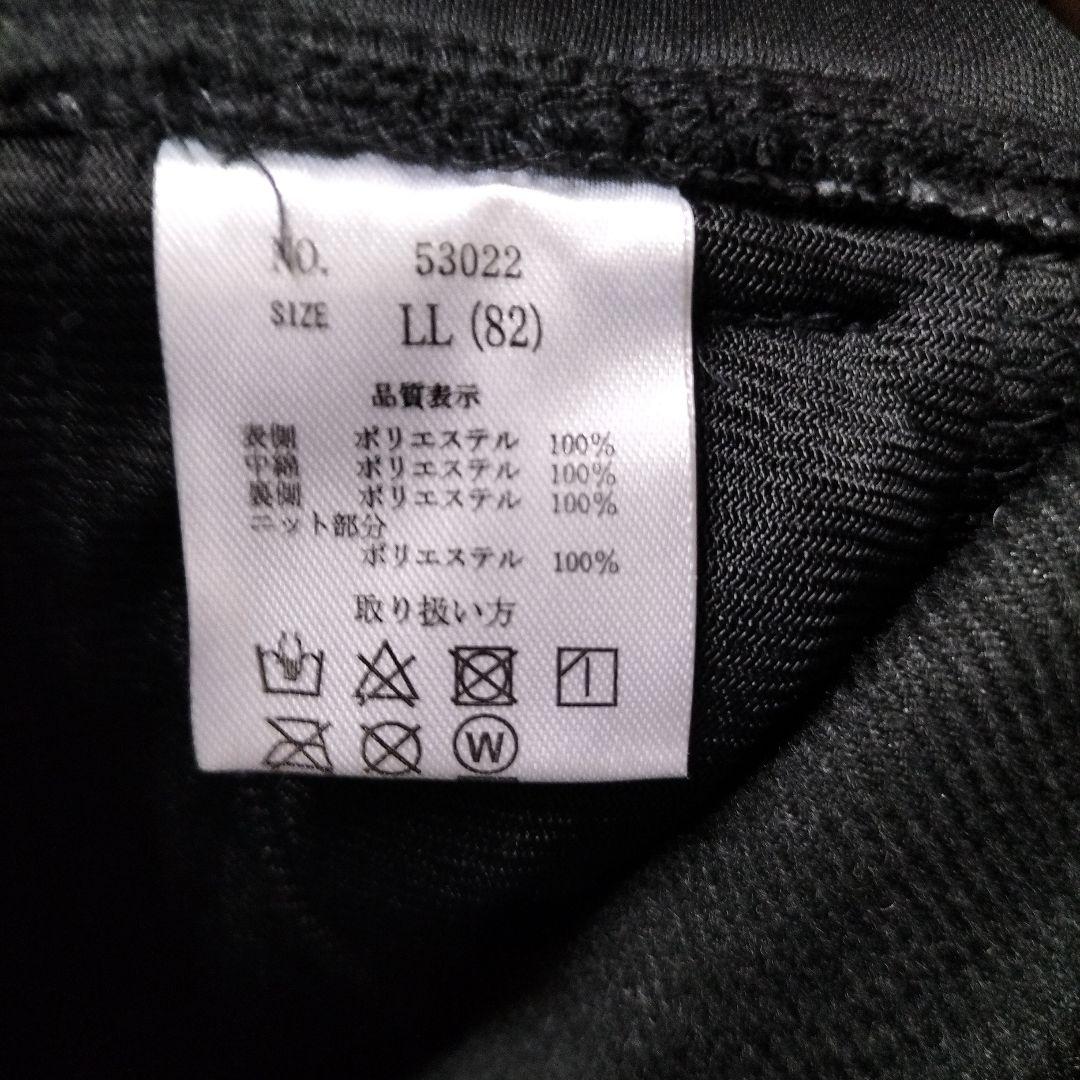 NO. 53022
SIZE LL (82)
品質表示
表側 ポリエステル 100%
中綿 ポリエステル 100%
裏側 ポリエステル 100%
ニット部分
ポリエステル 100%
取り扱い方
W